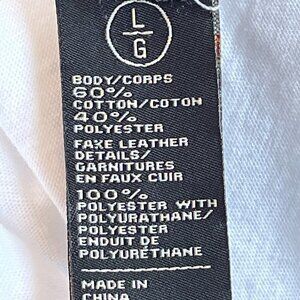 L
G
BODY/CORPS
60%
COTTON/COTON
40%
POLYESTER
FAKE LEATHER
DETAILS/
GARNITURES
EN FAUX CUIR
100%
POLYESTER WITH
POLYURATHANE/
POLYESTER
ENDUIT DE
POLYURÉTHANE
MADE IN
CHINA